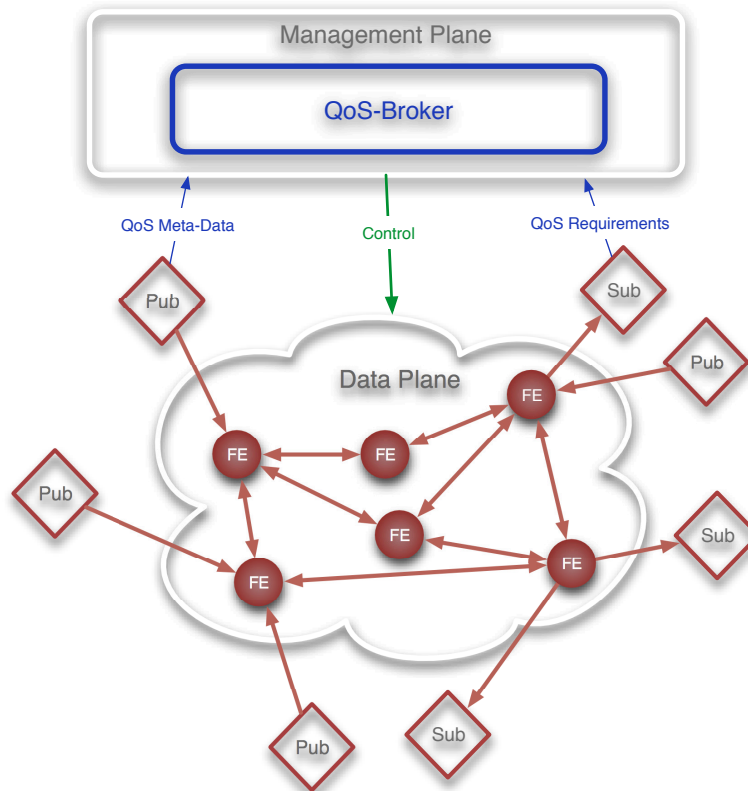 Management Plane
QoS-Broker
QoS Meta-Data
Control
QoS Requirements
Pub
Sub
Pub
Data Plane
FE
FE
FE
Pub
FE
Sub
FE
FE
Pub
Sub